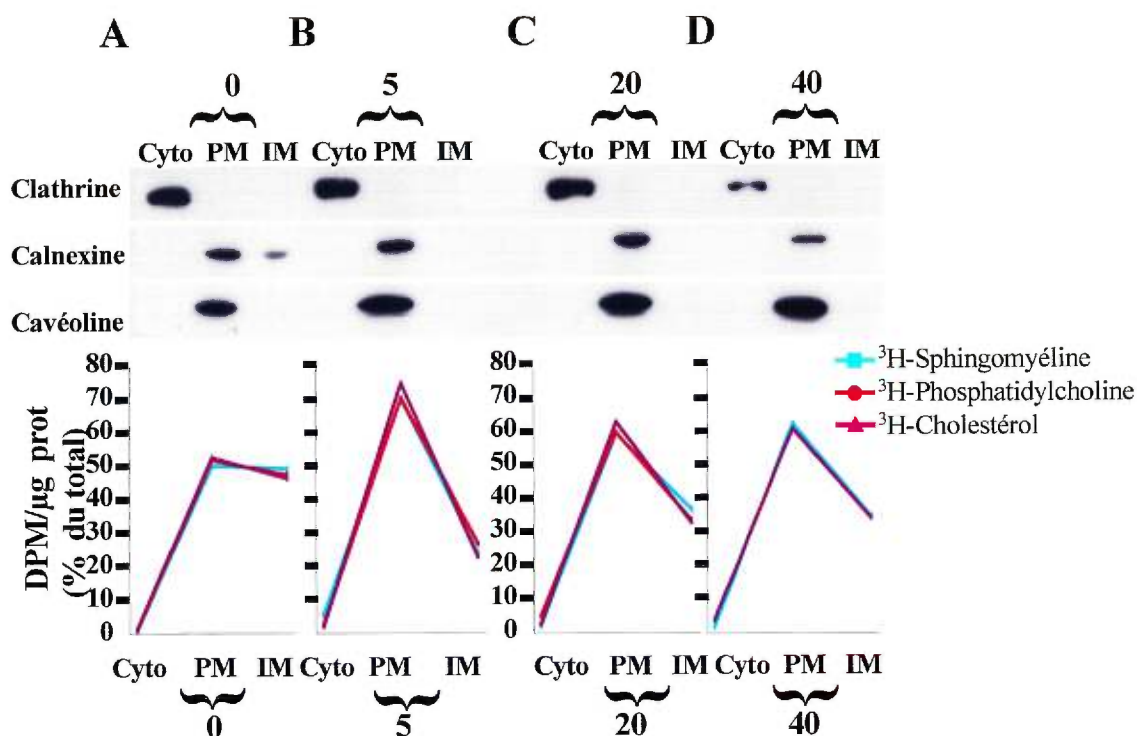 A B C D
0 5 20 40
Cyto PM IM Cyto PM IM Cyto PM IM Cyto PM IM
Clathrine
Calnexine
Cavéoline
³H-Sphingomyéline
³H-Phosphatidylcholine
³H-Cholestérol
DPM/µg prot
(% du total)
80
70
60
50
40
30
20
10
0
80
70
60
50
40
30
20
10
0
Cyto PM IM Cyto PM IM Cyto PM IM Cyto PM IM
0 5 20 40